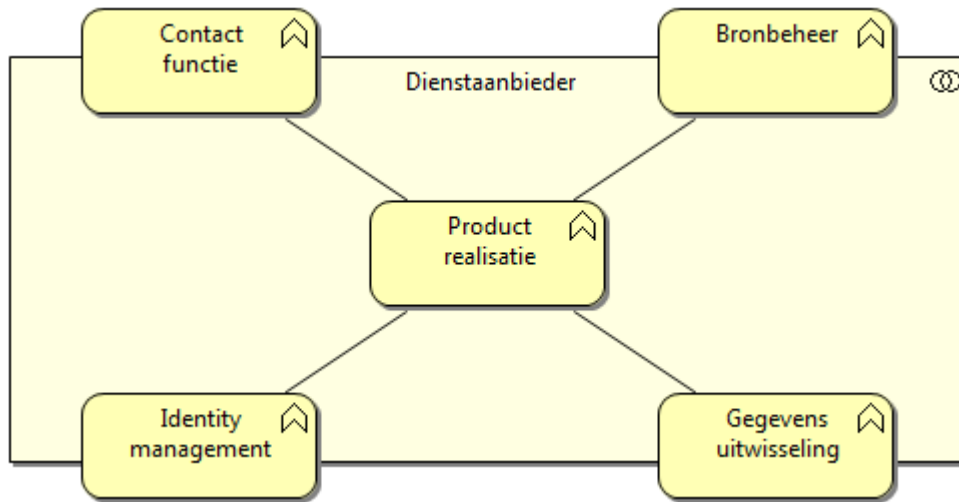 Contact
functie
Bronbeheer
Dienstaanbieder
Product
realisatie
Identity
management
Gegevens
uitwisseling